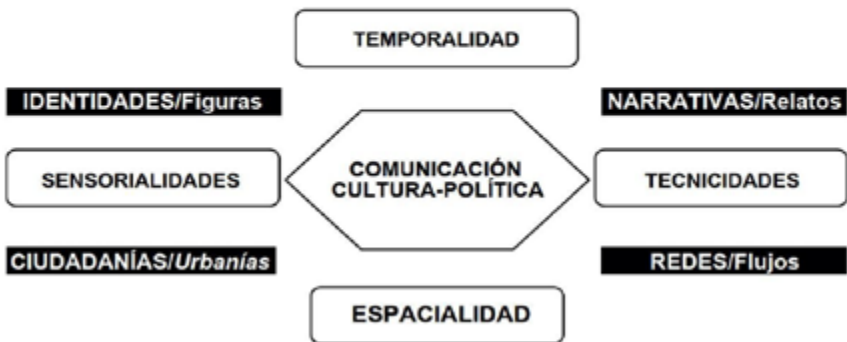 TEMPORALIDAD
IDENTIDADES/Figuras
NARRATIVAS/Relatos
SENSORIALIDADES
COMUNICACIÓN
CULTURA-POLÍTICA
TECNICIDADES
CIUDADANÍAS/Urbanías
REDES/Flujos
ESPACIALIDAD